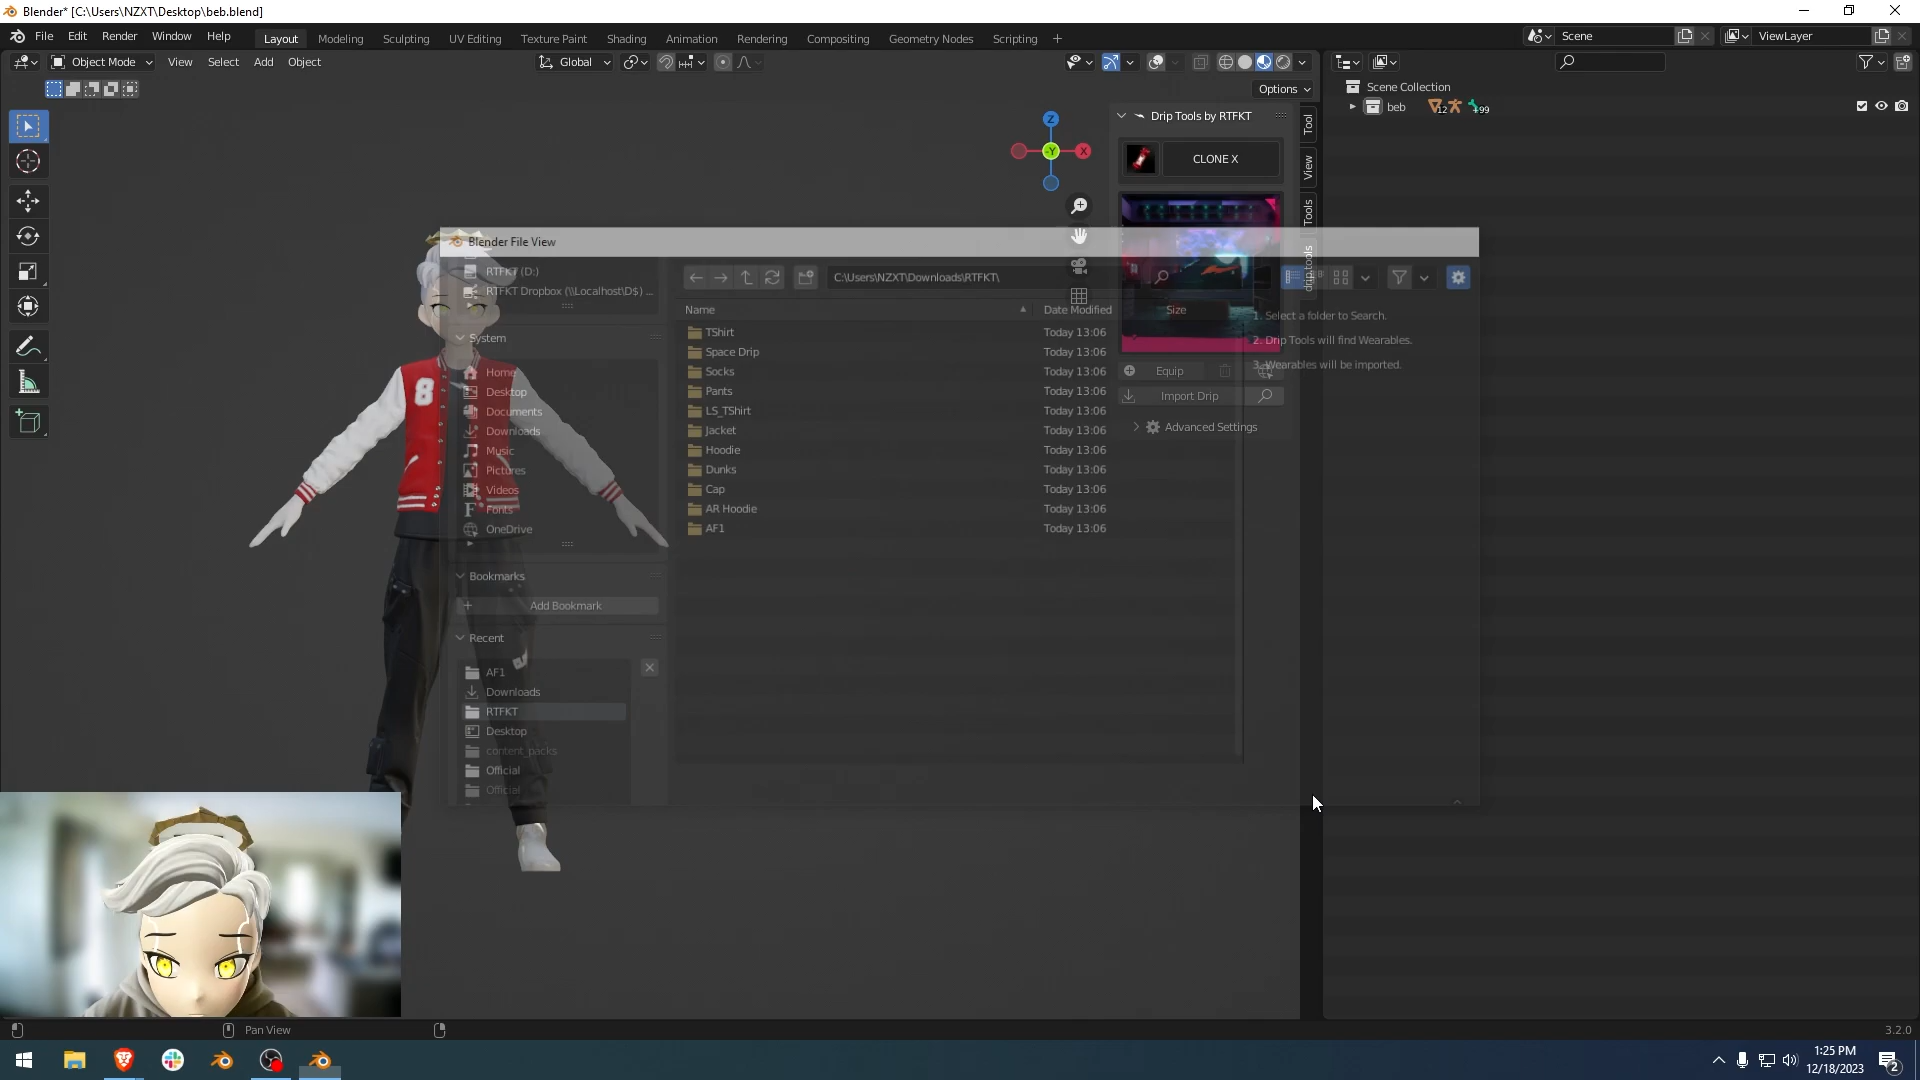 Blender* [C:\Users\NZXT\Desktop\beb.blend]
File Edit Render Window Help
Layout Modeling Sculpting UV Editing Texture Paint Shading Animation Rendering Compositing Geometry Nodes Scripting +
Scene
ViewLayer
Object Mode View Select Add Object
Global
Options
Scene Collection
beb
12
99
Drip Tools by RTFKT
CLONE X
Tool
View
Tools
drip tools
Z
Y
X
Equip
Import Drip
Advanced Settings
Blender File View
RTFKT (D:)
RTFKT Dropbox (\\Localhost\D$) ...
System
Home
Desktop
Documents
Downloads
Music
Pictures
Videos
Fonts
OneDrive
Bookmarks
Add Bookmark
Recent
AF1
Downloads
RTFKT
Desktop
content_packs
Official
Official
C:\Users\NZXT\Downloads\RTFKT\
Name Date Modified Size
TShirt Today 13:06
Space Drip Today 13:06
Socks Today 13:06
Pants Today 13:06
LS_TShirt Today 13:06
Jacket Today 13:06
Hoodie Today 13:06
Dunks Today 13:06
Cap Today 13:06
AR Hoodie Today 13:06
AF1 Today 13:06
1. Select a folder to Search.
2. Drip Tools will find Wearables.
3. Wearables will be imported.
8
Pan View
3.2.0
1:25 PM
12/18/2023
2